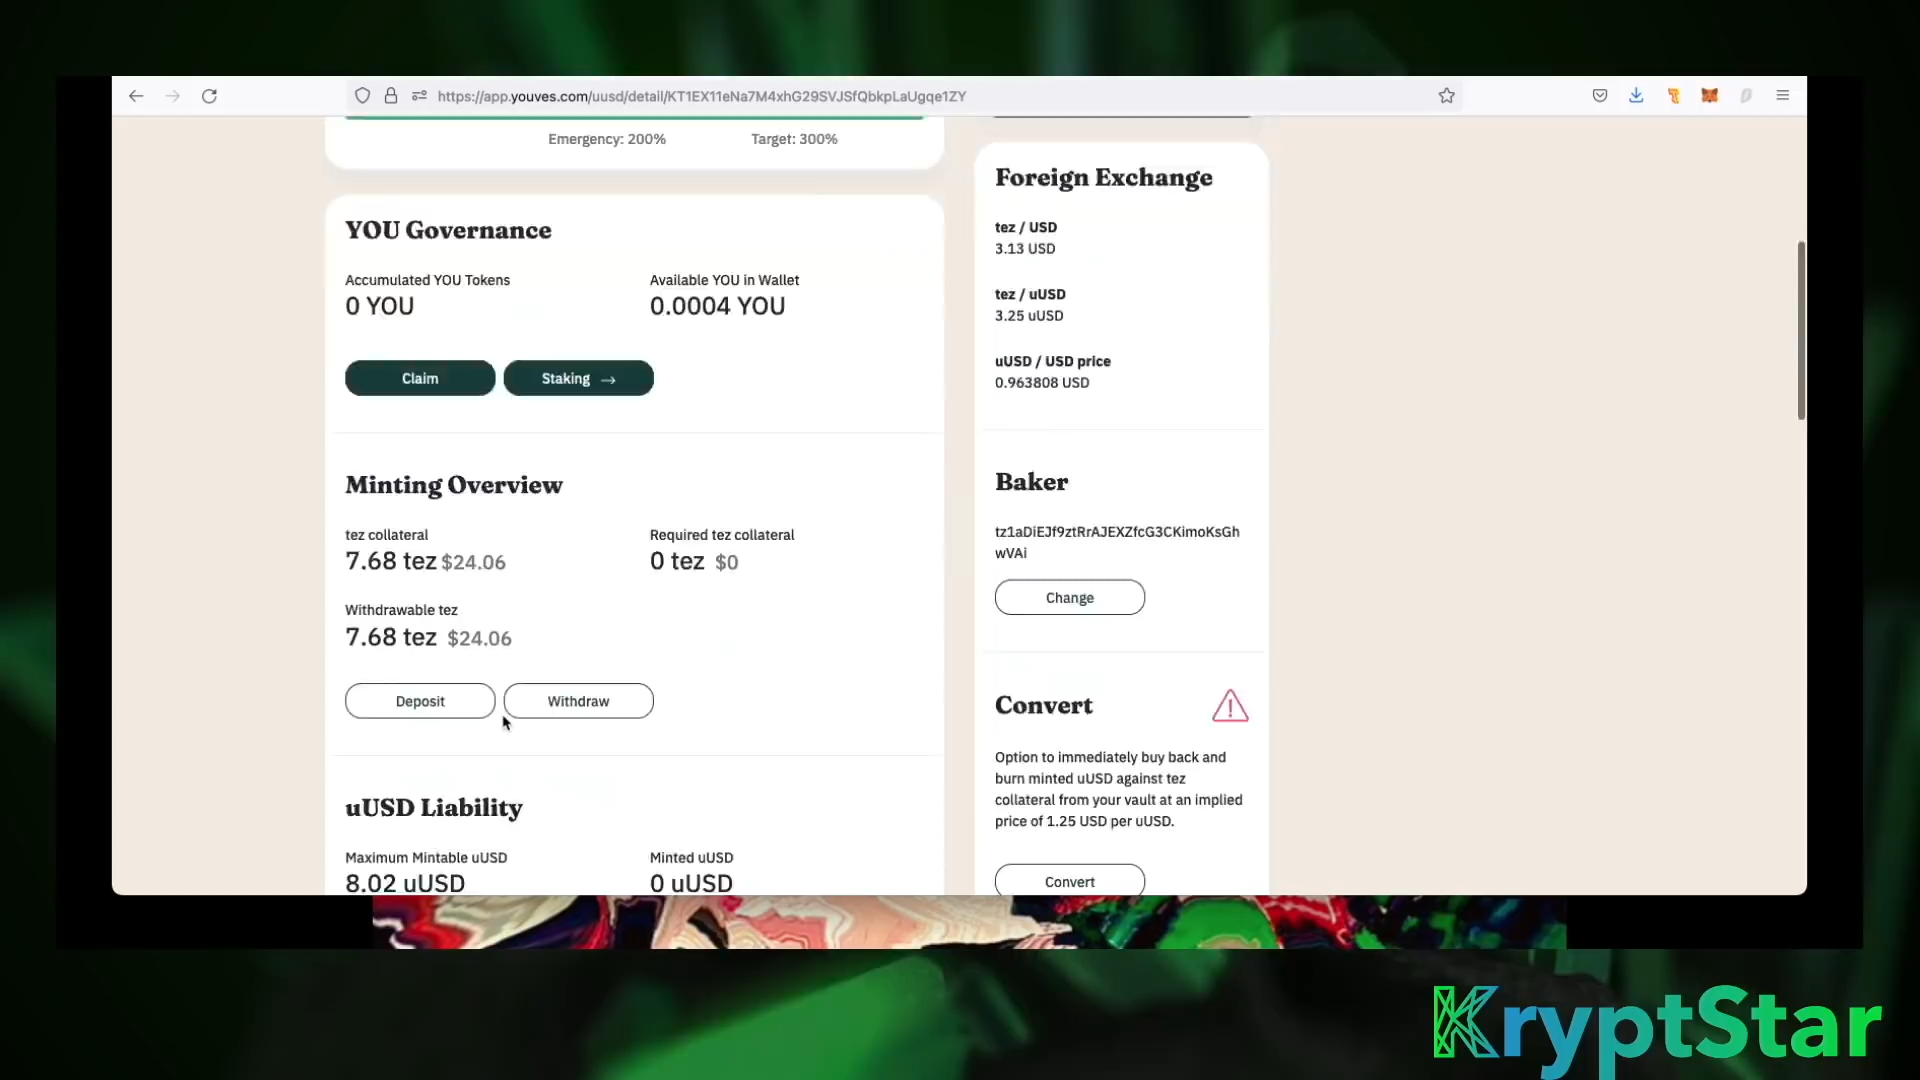 https://app.youves.com/uusd/detail/KT1EX11eNa7M4xhG29SVJSfQbkpLaUgqe1ZY
Emergency: 200%
Target: 300%
YOU Governance
Accumulated YOU Tokens
0 YOU
Available YOU in Wallet
0.0004 YOU
Claim
Staking →
Minting Overview
tez collateral
7.68 tez $24.06
Required tez collateral
0 tez $0
Withdrawable tez
7.68 tez $24.06
Deposit
Withdraw
uUSD Liability
Maximum Mintable uUSD
8.02 uUSD
Minted uUSD
0 uUSD
Foreign Exchange
tez / USD
3.13 USD
tez / uUSD
3.25 uUSD
uUSD / USD price
0.963808 USD
Baker
tz1aDiEJf9ztRrAJEXZfcG3CKimoKsGh
wVAi
Change
Convert
Option to immediately buy back and
burn minted uUSD against tez
collateral from your vault at an implied
price of 1.25 USD per uUSD.
Convert
KryptStar